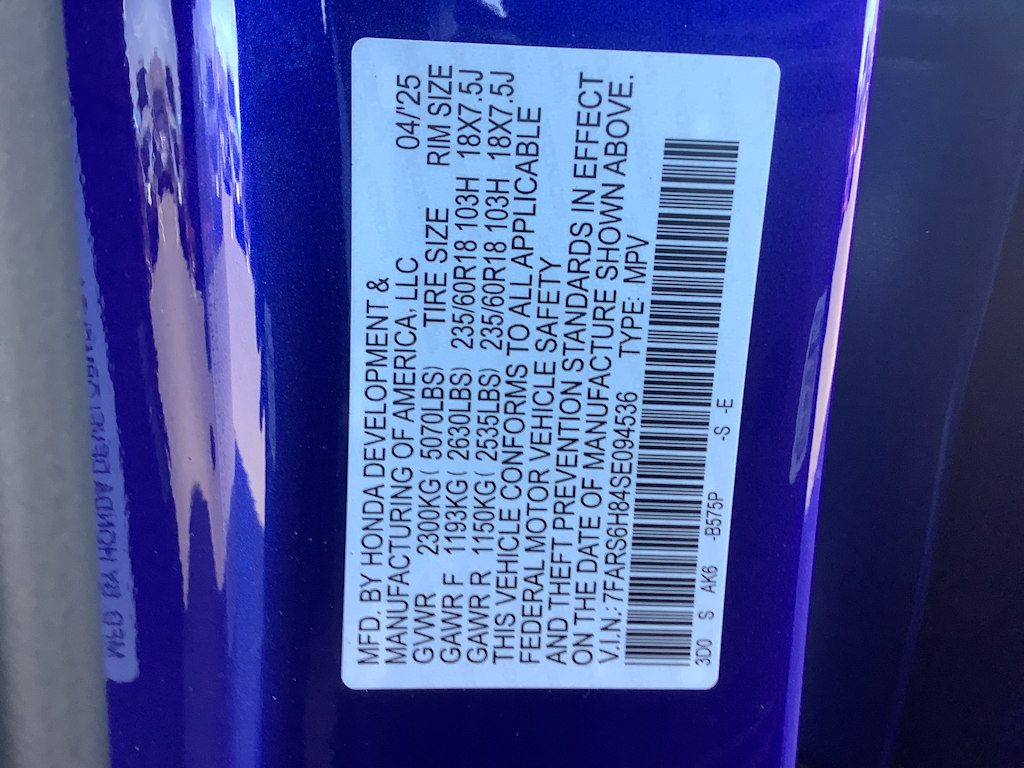 MFD. BY HONDA DEVELOPMENT &
MANUFACTURING OF AMERICA, LLC 04/'25
GVWR 2300KG( 5070LBS) TIRE SIZE RIM SIZE
GAWR F 1193KG( 2630LBS) 235/60R18 103H 18X7.5J
GAWR R 1150KG( 2535LBS) 235/60R18 103H 18X7.5J
THIS VEHICLE CONFORMS TO ALL APPLICABLE
FEDERAL MOTOR VEHICLE SAFETY
AND THEFT PREVENTION STANDARDS IN EFFECT
ON THE DATE OF MANUFACTURE SHOWN ABOVE.
V.I.N.: 7FARS6H84SE094536 TYPE: MPV
3D0 S AK6 -B575P -S -E